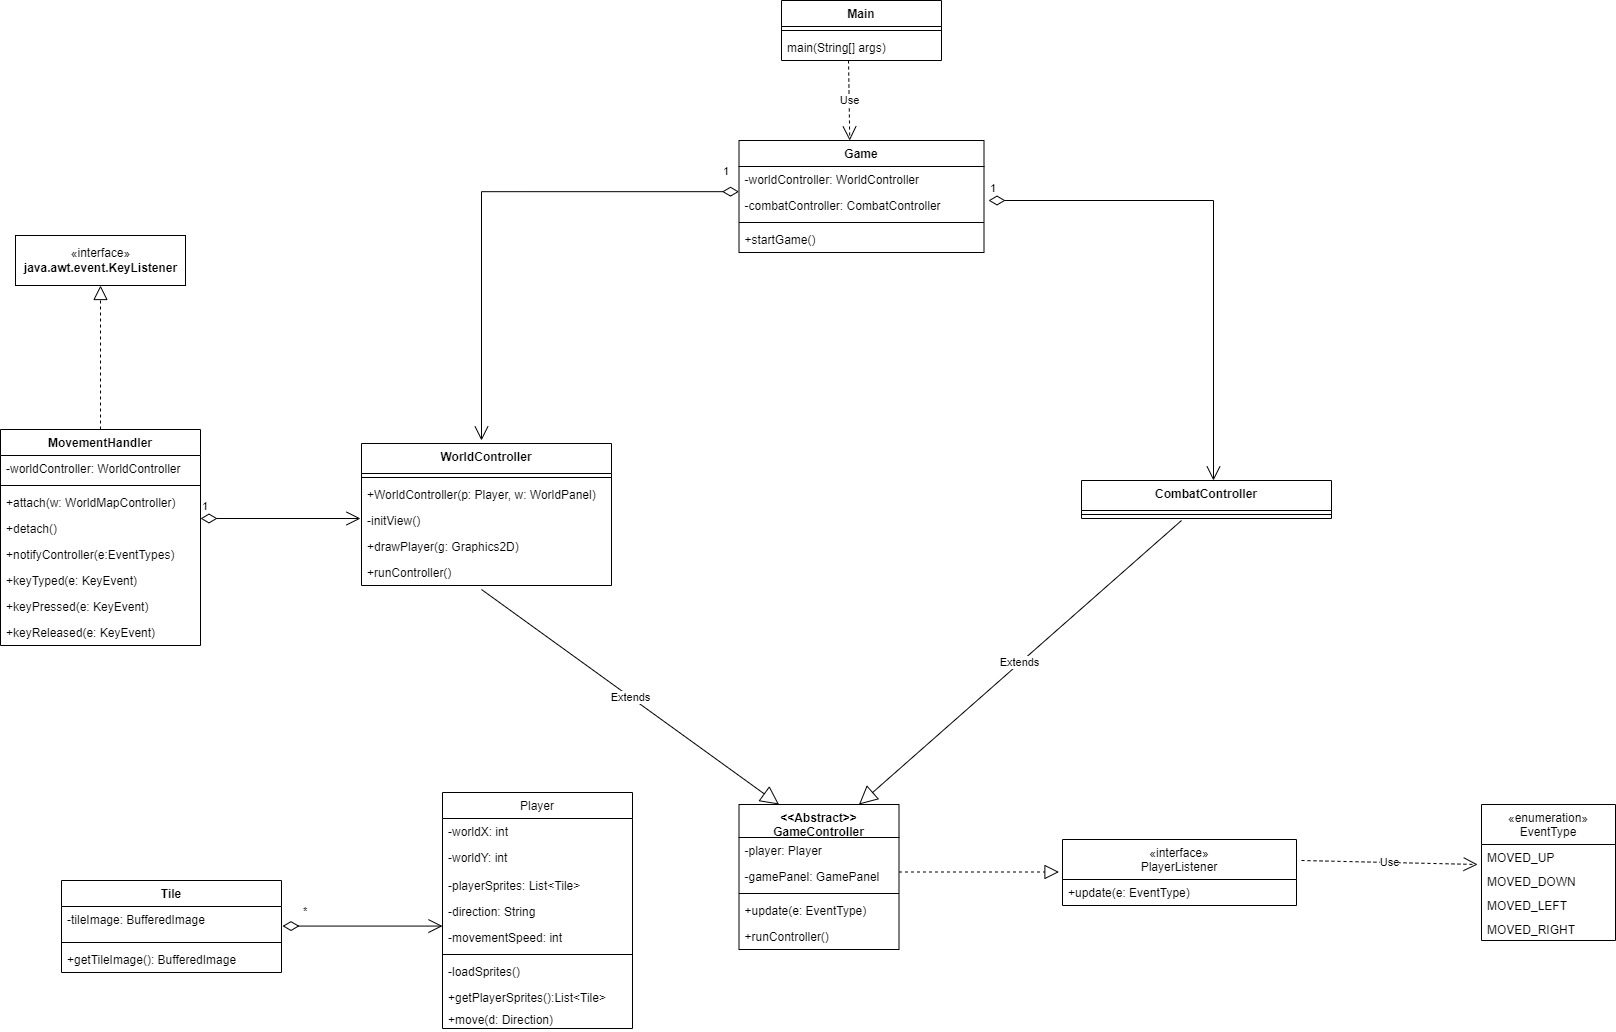 Main
main(String[] args)
Use
Game
-worldController: WorldController
-combatController: CombatController
+startGame()
1
1
«interface»
java.awt.event.KeyListener
MovementHandler
-worldController: WorldController
+attach(w: WorldMapController)
+detach()
+notifyController(e:EventTypes)
+keyTyped(e: KeyEvent)
+keyPressed(e: KeyEvent)
+keyReleased(e: KeyEvent)
1
WorldController
+WorldController(p: Player, w: WorldPanel)
-initView()
+drawPlayer(g: Graphics2D)
+runController()
CombatController
Extends
Extends
Tile
-tileImage: BufferedImage
+getTileImage(): BufferedImage
*
Player
-worldX: int
-worldY: int
-playerSprites: List<Tile>
-direction: String
-movementSpeed: int
-loadSprites()
+getPlayerSprites():List<Tile>
+move(d: Direction)
<<Abstract>>
GameController
-player: Player
-gamePanel: GamePanel
+update(e: EventType)
+runController()
«interface»
PlayerListener
+update(e: EventType)
Use
«enumeration»
EventType
MOVED_UP
MOVED_DOWN
MOVED_LEFT
MOVED_RIGHT